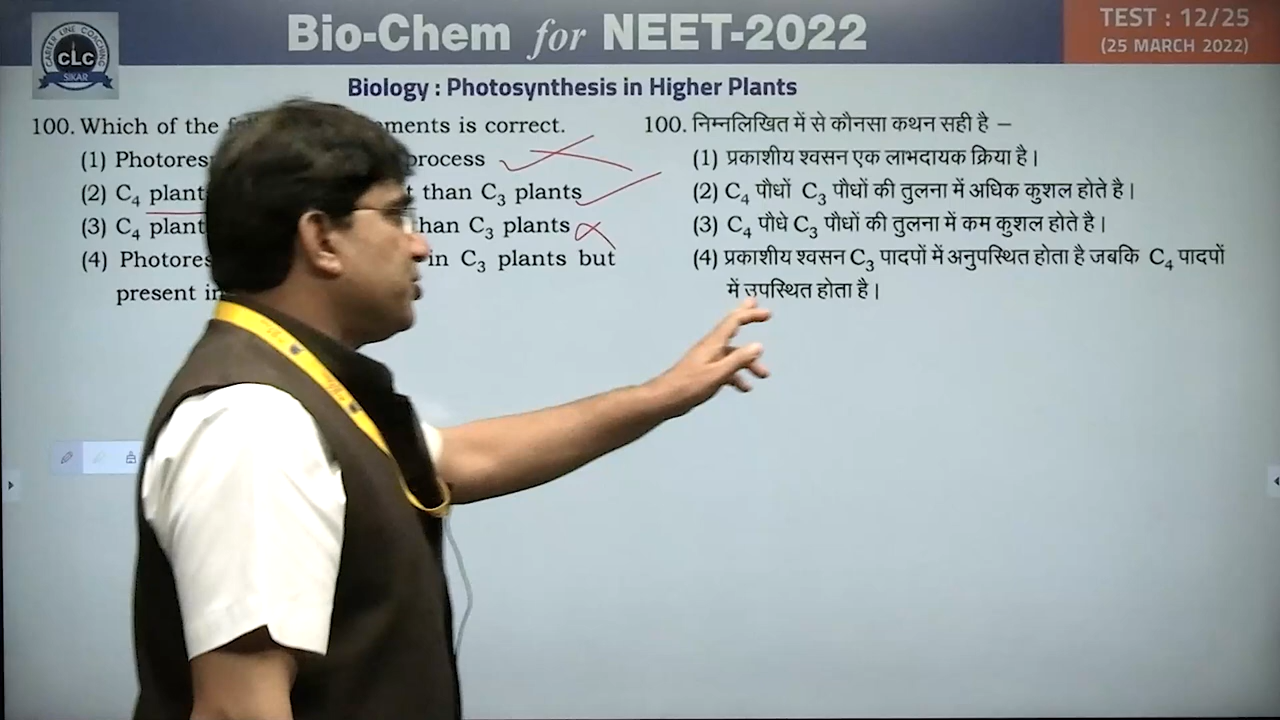 Bio-Chem for NEET-2022
TEST : 12/25
(25 MARCH 2022)
CAREER LINE COACHING
CLC
SIKAR
Biology : Photosynthesis in Higher Plants
100. Which of the ements is correct.
(1) Photores process
(2) C₄ plant than C₃ plants
(3) C₄ plant han C₃ plants
(4) Photores in C₃ plants but
present in
100. निम्नलिखित में से कौनसा कथन सही है –
(1) प्रकाशीय श्वसन एक लाभदायक क्रिया है।
(2) C₄ पौधों C₃ पौधों की तुलना में अधिक कुशल होते है।
(3) C₄ पौधे C₃ पौधों की तुलना में कम कुशल होते है।
(4) प्रकाशीय श्वसन C₃ पादपों में अनुपस्थित होता है जबकि C₄ पादपों
में उपस्थित होता है।